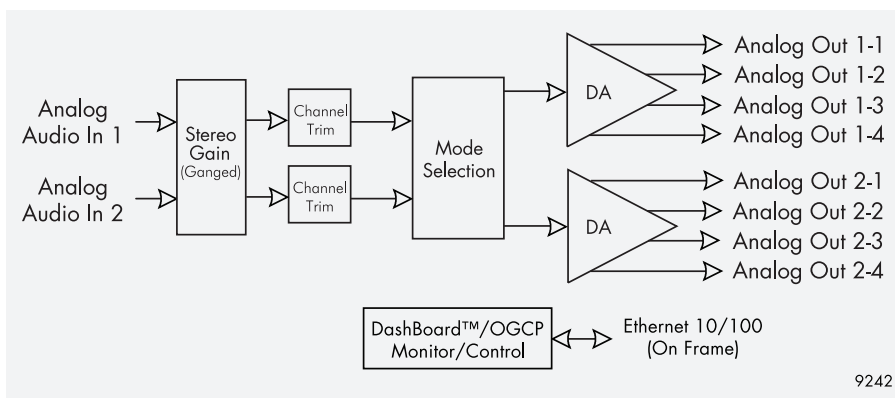 Analog
Audio In 1
Analog
Audio In 2
Stereo
Gain
(Ganged)
Channel
Trim
Channel
Trim
Mode
Selection
DA
Analog Out 1-1
Analog Out 1-2
Analog Out 1-3
Analog Out 1-4
DA
Analog Out 2-1
Analog Out 2-2
Analog Out 2-3
Analog Out 2-4
DashBoard™/OGCP
Monitor/Control
Ethernet 10/100
(On Frame)
9242